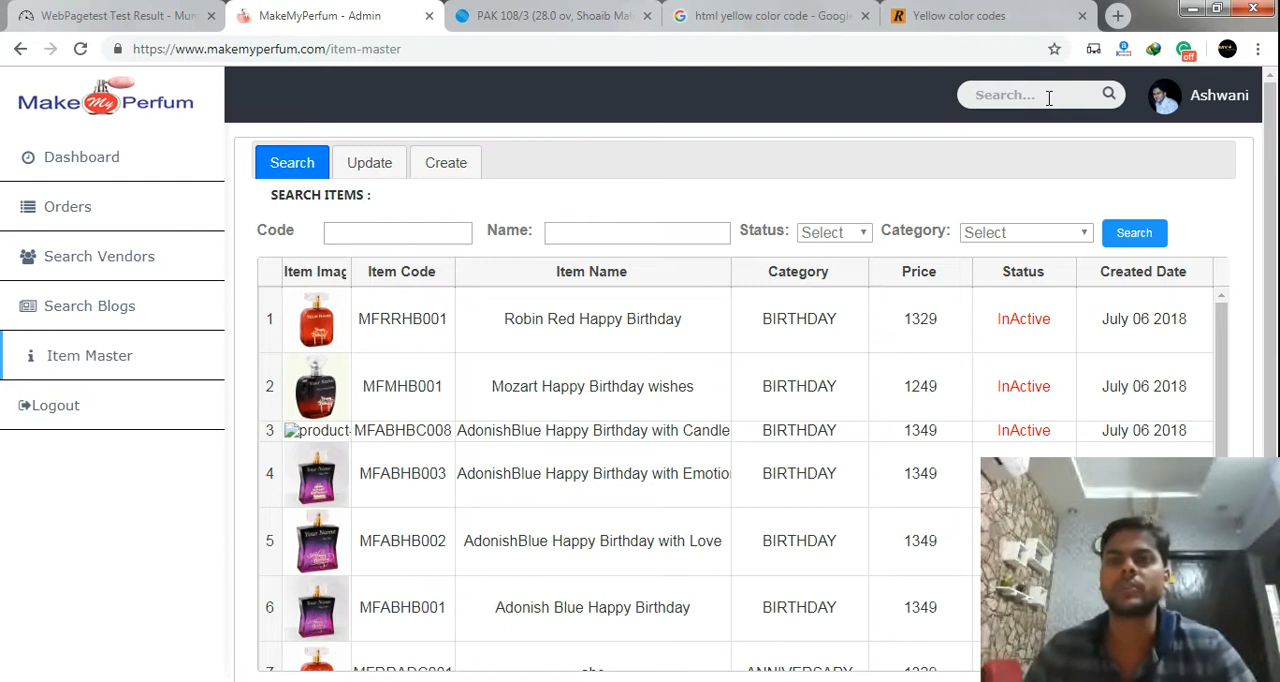 WebPagetest Test Result - Mun
MakeMyPerfum - Admin
PAK 108/3 (28.0 ov, Shoaib Mal
html yellow color code - Google
Yellow color codes
https://www.makemyperfum.com/item-master
off
Make My Perfum
Search...
Ashwani
Dashboard
Orders
Search Vendors
Search Blogs
Item Master
Logout
Search Update Create
SEARCH ITEMS :
Code Name: Status: Select Category: Select Search
Item Imag Item Code Item Name Category Price Status Created Date
1 MFRRHB001 Robin Red Happy Birthday BIRTHDAY 1329 InActive July 06 2018
2 MFMHB001 Mozart Happy Birthday wishes BIRTHDAY 1249 InActive July 06 2018
3 product- MFABHBC008 AdonishBlue Happy Birthday with Candle BIRTHDAY 1349 InActive July 06 2018
4 MFABHB003 AdonishBlue Happy Birthday with Emotio BIRTHDAY 1349
5 MFABHB002 AdonishBlue Happy Birthday with Love BIRTHDAY 1349
6 MFABHB001 Adonish Blue Happy Birthday BIRTHDAY 1349